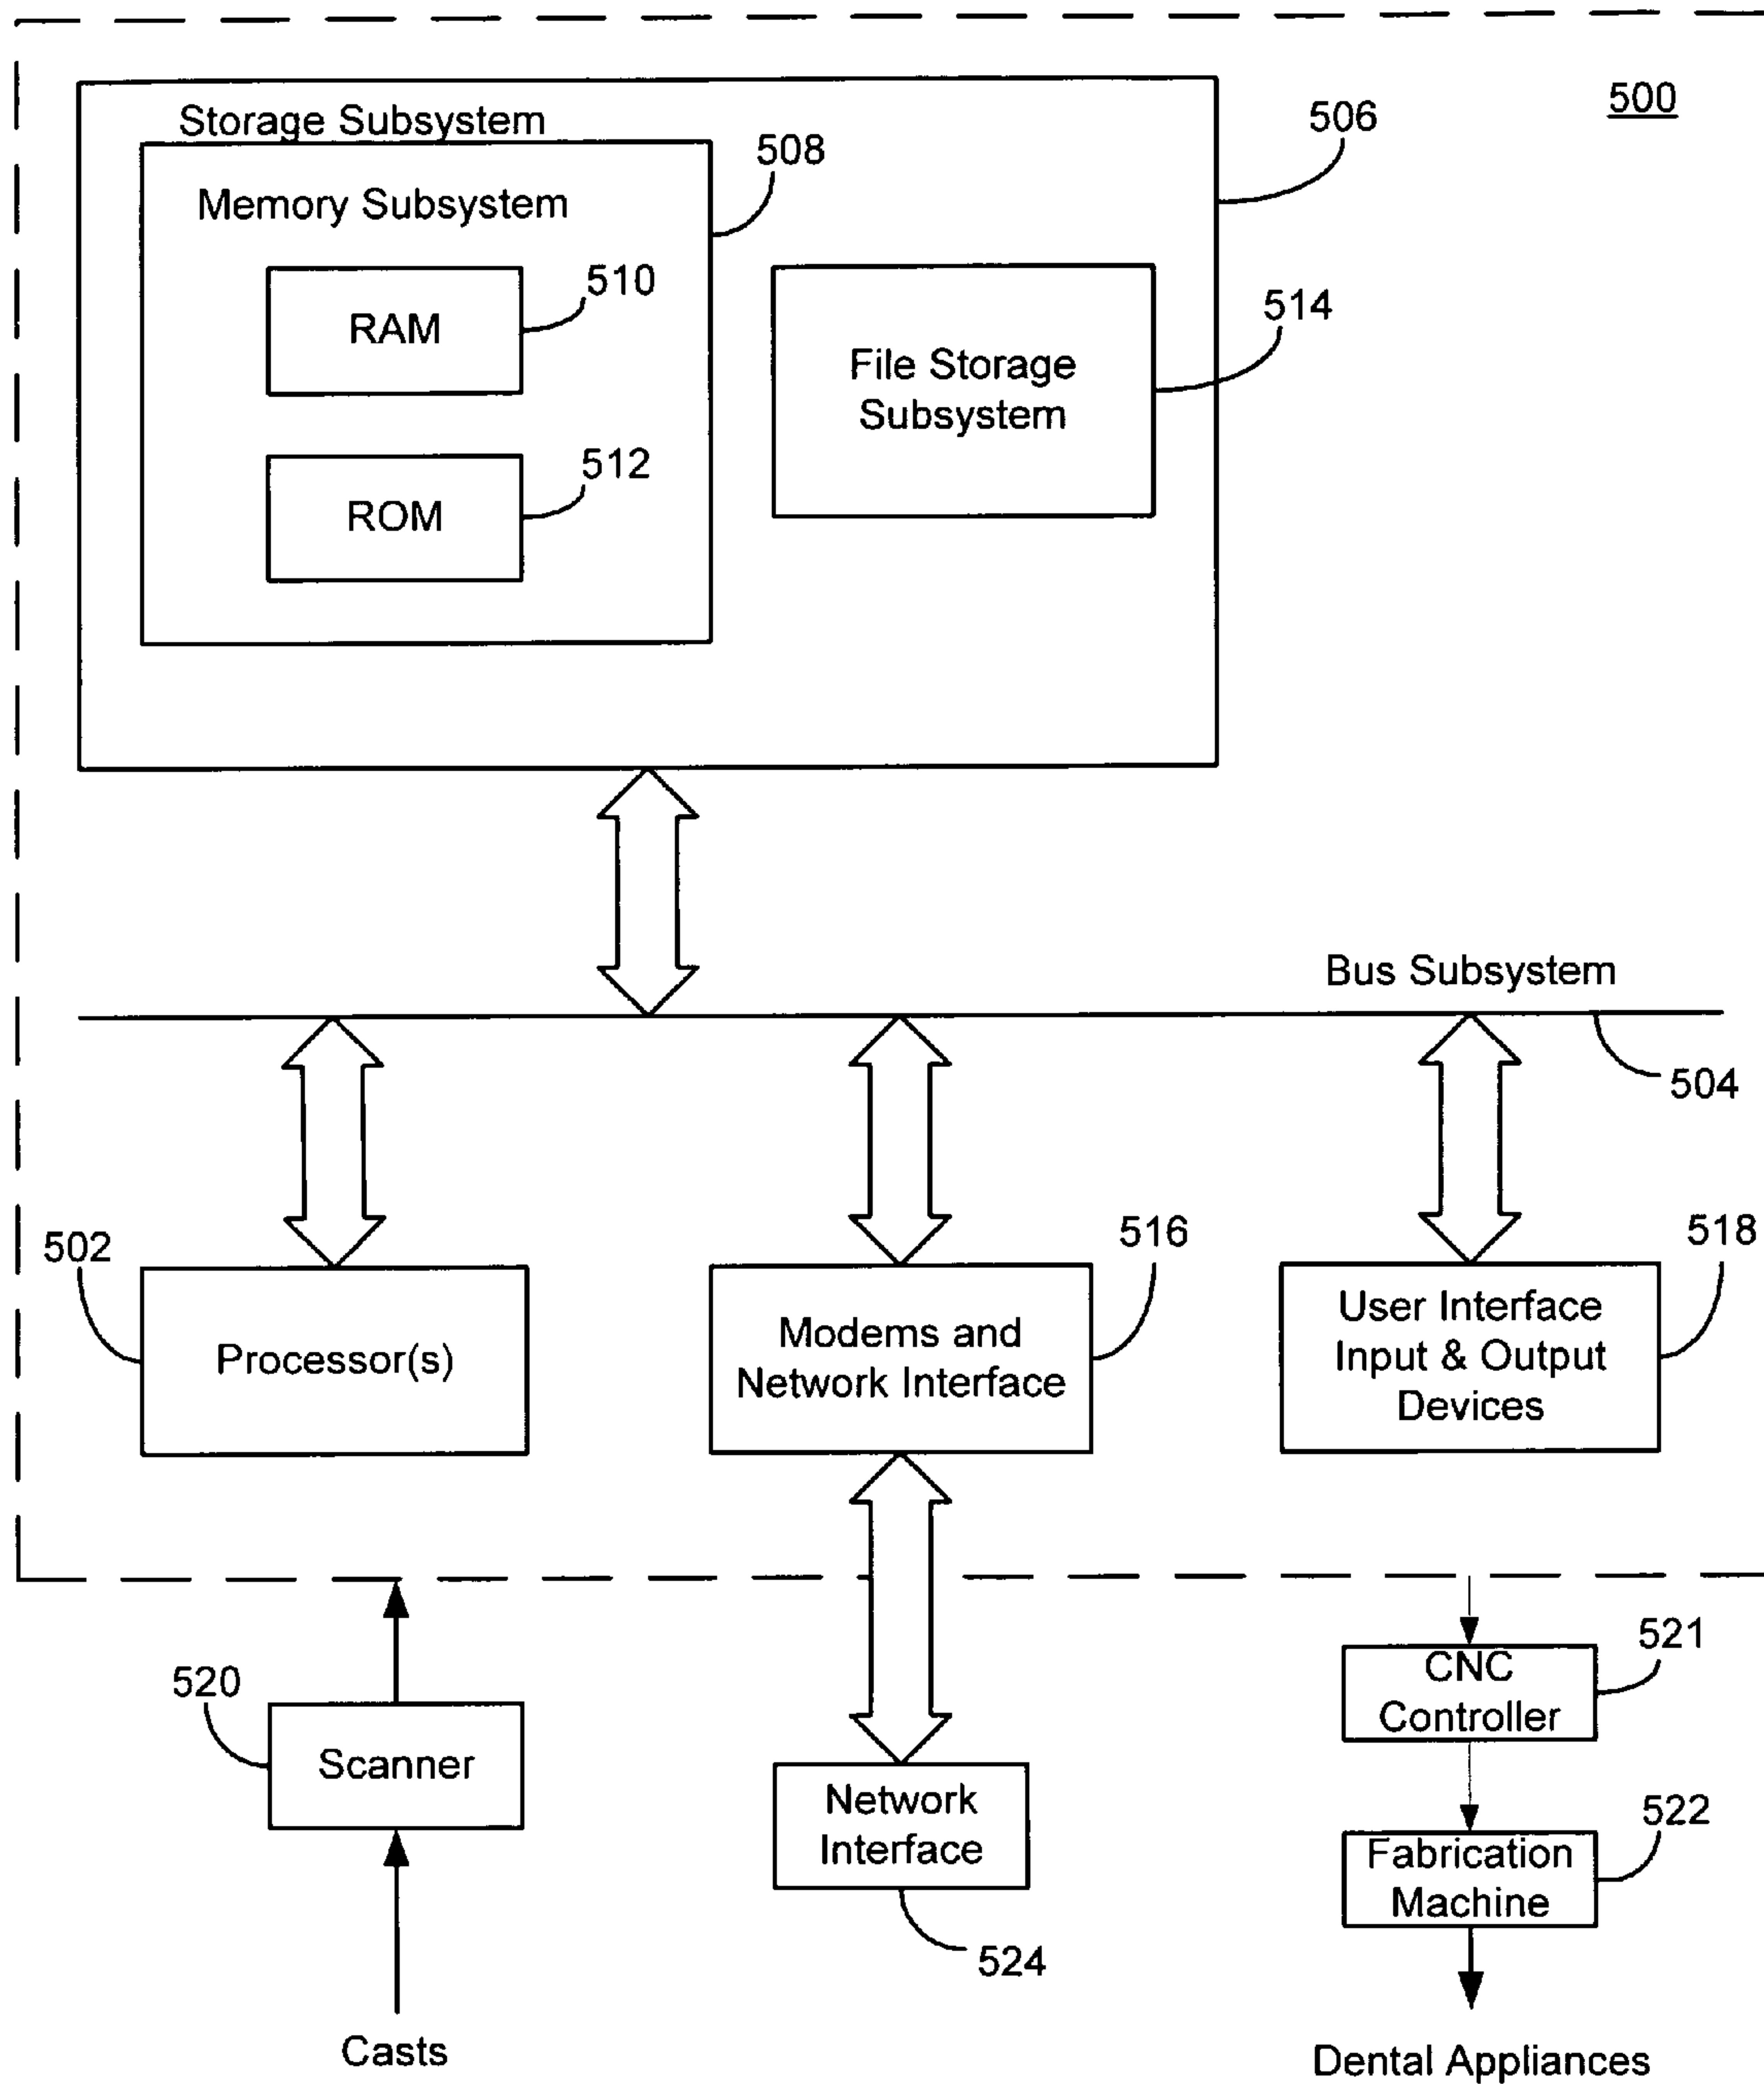 500
Storage Subsystem
506
508
Memory Subsystem
510
RAM
514
File Storage
Subsystem
512
ROM
Bus Subsystem
504
502
516
518
Processor(s)
Modems and
Network Interface
User Interface
Input & Output
Devices
520
Scanner
Casts
Network
Interface
524
521
CNC
Controller
522
Fabrication
Machine
Dental Appliances